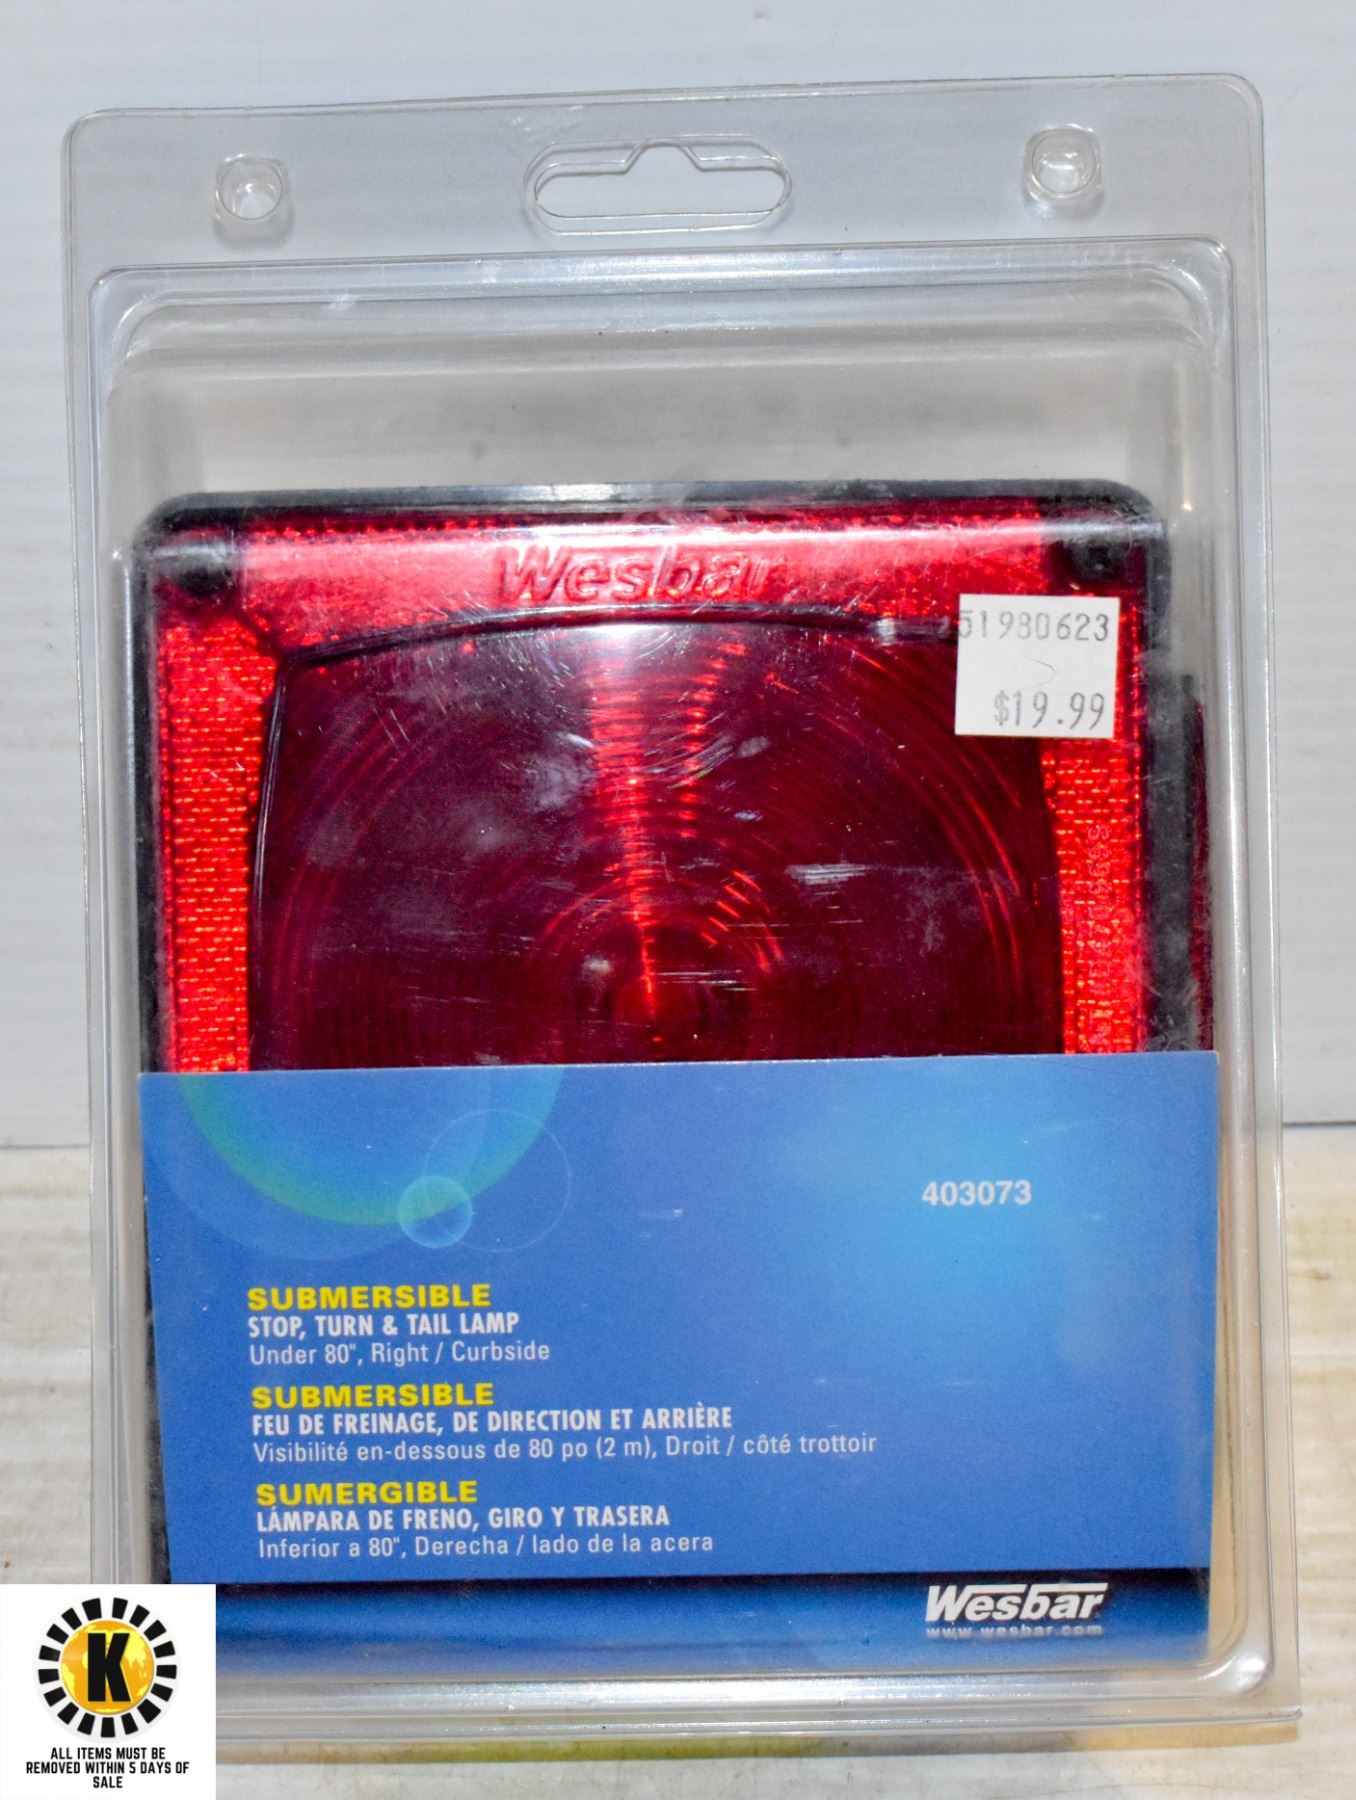 Wesbar
51980623
$19.99
403073
SUBMERSIBLE
STOP, TURN & TAIL LAMP
Under 80", Right / Curbside
SUBMERSIBLE
FEU DE FREINAGE, DE DIRECTION ET ARRIÈRE
Visibilité en-dessous de 80 po (2 m), Droit / côté trottoir
SUMERGIBLE
LÁMPARA DE FRENO, GIRO Y TRASERA
Inferior a 80", Derecha / lado de la acera
Wesbar
www.wesbar.com
K
ALL ITEMS MUST BE
REMOVED WITHIN 5 DAYS OF
SALE